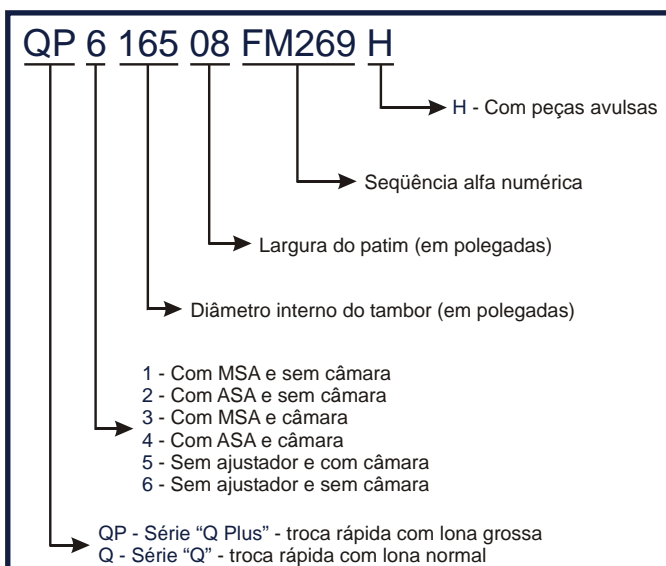 QP 6 165 08 FM269 H
H - Com peças avulsas
Seqüência alfa numérica
Largura do patim (em polegadas)
Diâmetro interno do tambor (em polegadas)
1 - Com MSA e sem câmara
2 - Com ASA e sem câmara
3 - Com MSA e câmara
4 - Com ASA e câmara
5 - Sem ajustador e com câmara
6 - Sem ajustador e sem câmara
QP - Série “Q Plus” - troca rápida com lona grossa
Q - Série “Q” - troca rápida com lona normal